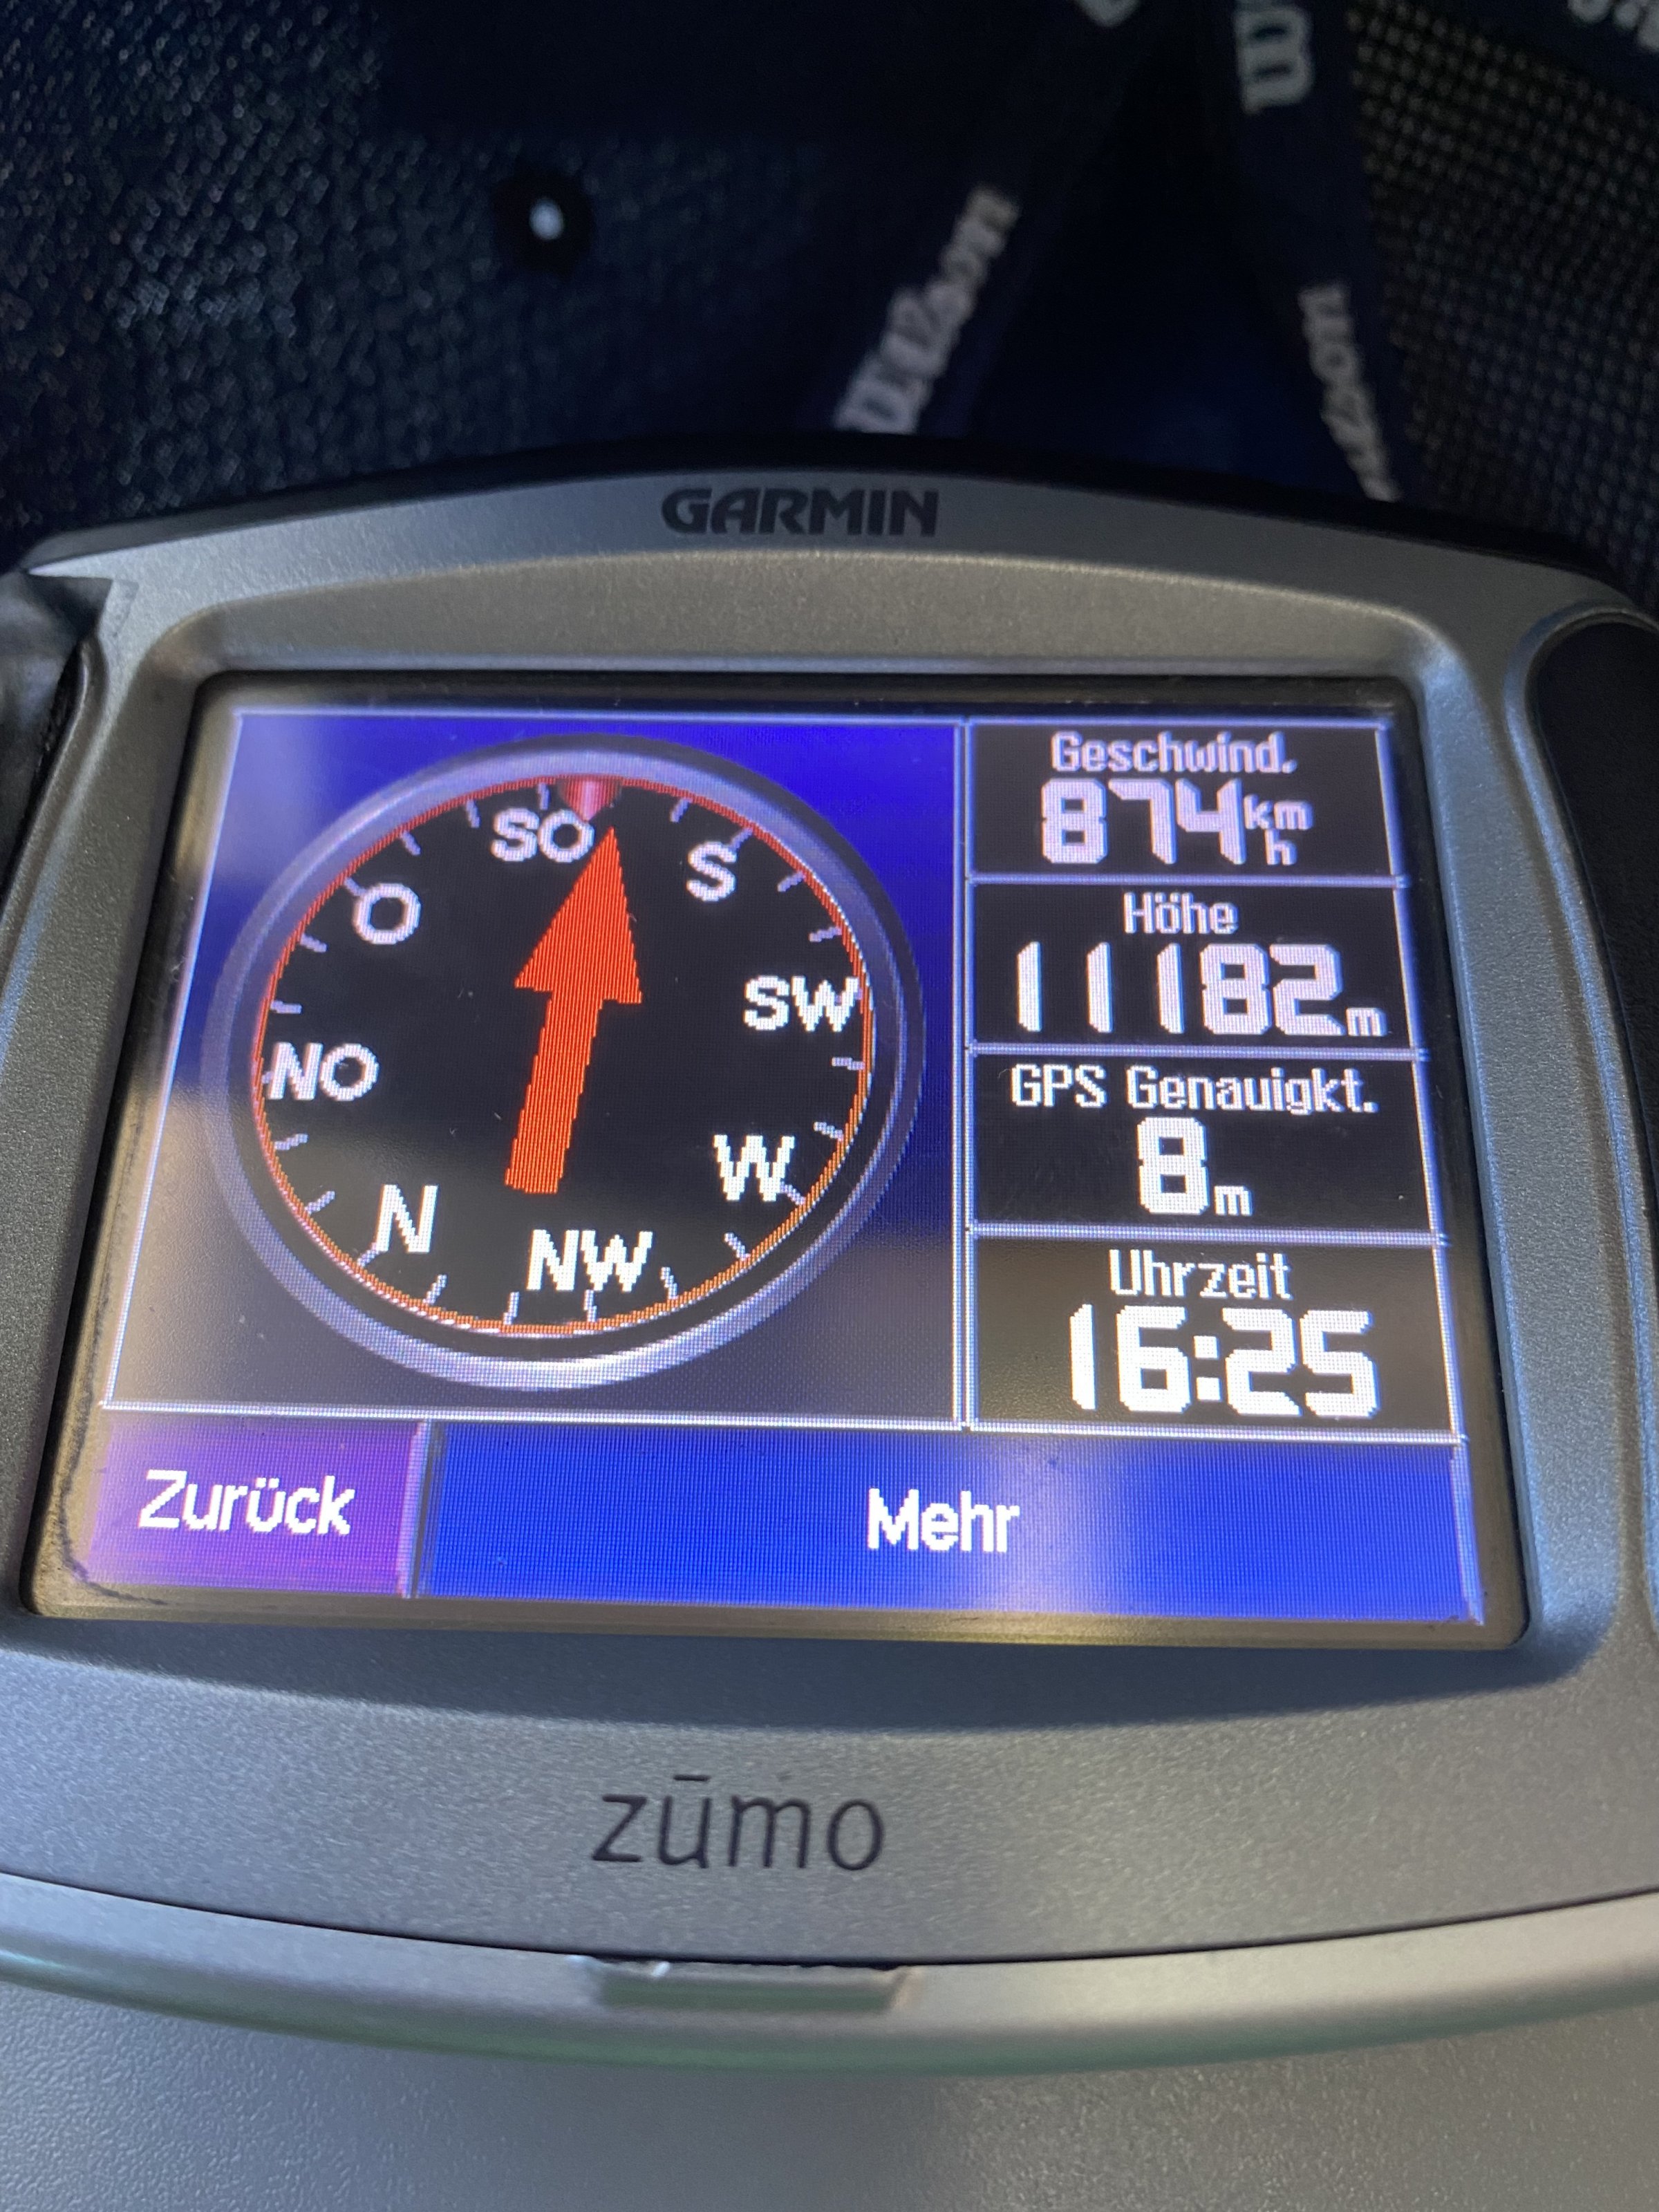 GARMIN
SO
S
O
SW
NO
W
N
NW
Geschwind.
874 km/h
Höhe
11182 m
GPS Genauigkt.
8 m
Uhrzeit
16:25
Zurück
Mehr
zūmo